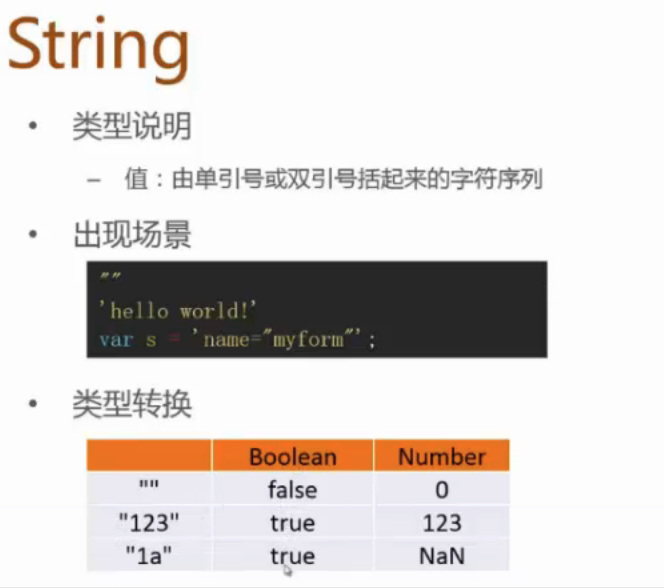 String
• 类型说明
– 值：由单引号或双引号括起来的字符序列
• 出现场景
""
'hello world!'
var s = 'name="myform"';
• 类型转换
Boolean Number
"" false 0
"123" true 123
"1a" true NaN